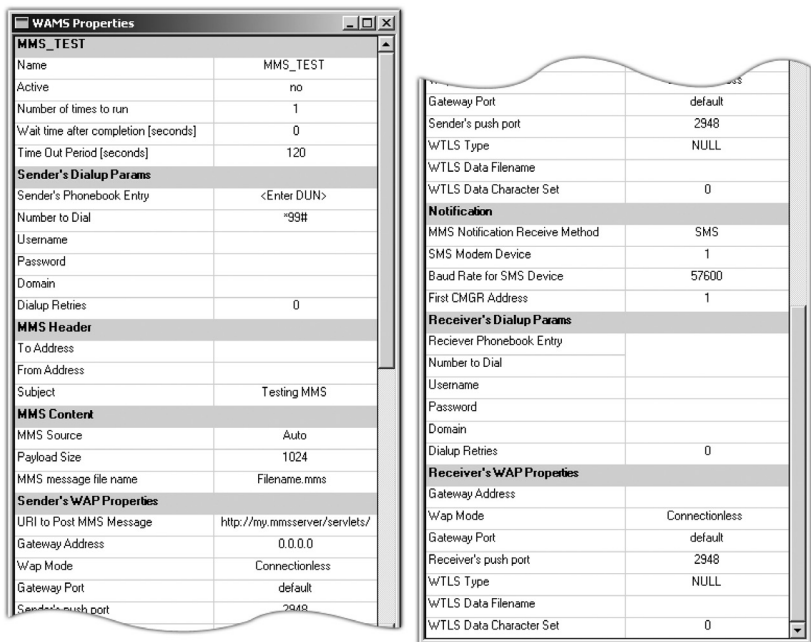 WAMS Properties
MMS_TEST
Name MMS_TEST
Active no
Number of times to run 1
Wait time after completion [seconds] 0
Time Out Period [seconds] 120
Sender's Dialup Params
Sender's Phonebook Entry <Enter DUN>
Number to Dial *99#
Username
Password
Domain
Dialup Retries 0
MMS Header
To Address
From Address
Subject Testing MMS
MMS Content
MMS Source Auto
Payload Size 1024
MMS message file name Filename.mms
Sender's WAP Properties
URI to Post MMS Message http://my.mmsserver/servlets/
Gateway Address 0.0.0.0
Wap Mode Connectionless
Gateway Port default
Sender's push port 2948
Gateway Port default
Sender's push port 2948
WTLS Type NULL
WTLS Data Filename
WTLS Data Character Set 0
Notification
MMS Notification Receive Method SMS
SMS Modem Device 1
Baud Rate for SMS Device 57600
First CMGR Address 1
Receiver's Dialup Params
Reciever Phonebook Entry
Number to Dial
Username
Password
Domain
Dialup Retries 0
Receiver's WAP Properties
Gateway Address
Wap Mode Connectionless
Gateway Port default
Receiver's push port 2948
WTLS Type NULL
WTLS Data Filename
WTLS Data Character Set 0